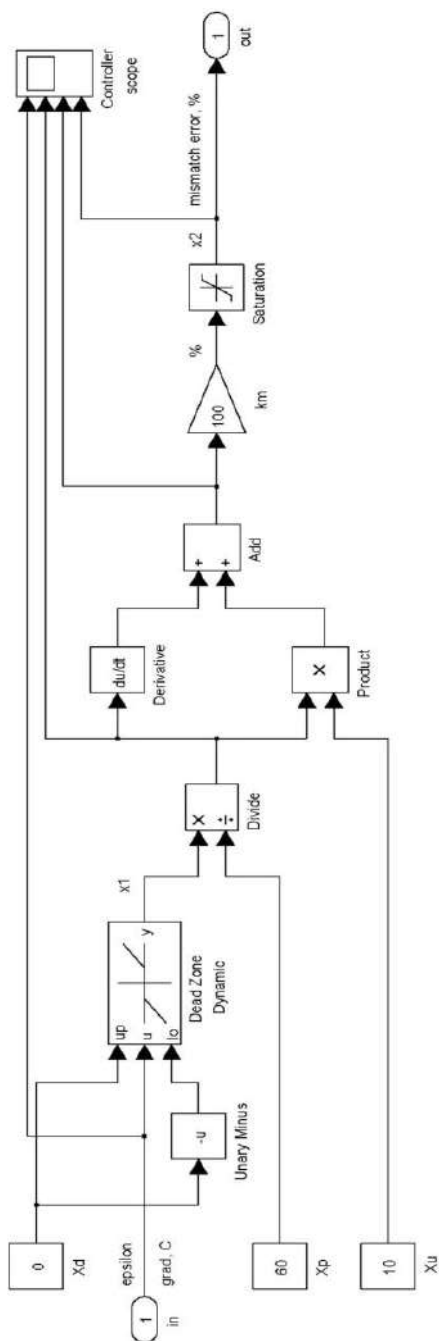 0
Xd
1
in
epsilon
grad, C
60
Xp
10
Xu
-u
Unary Minus
up
u
lo
y
Dead Zone
Dynamic
x1
×
÷
Divide
du/dt
Derivative
×
Product
+
+
Add
100
km
%
Saturation
x2
mismatch error, %
Controller
scope
1
out